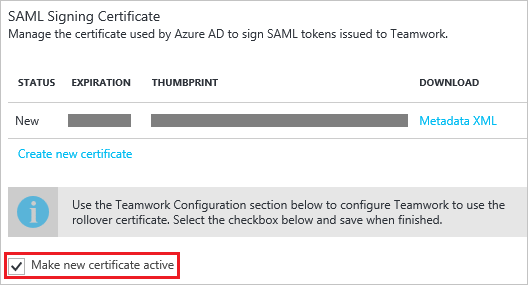 SAML Signing Certificate
Manage the certificate used by Azure AD to sign SAML tokens issued to Teamwork.
STATUS EXPIRATION THUMBPRINT DOWNLOAD
New Metadata XML
Create new certificate
Use the Teamwork Configuration section below to configure Teamwork to use the
rollover certificate. Select the checkbox below and save when finished.
Make new certificate active